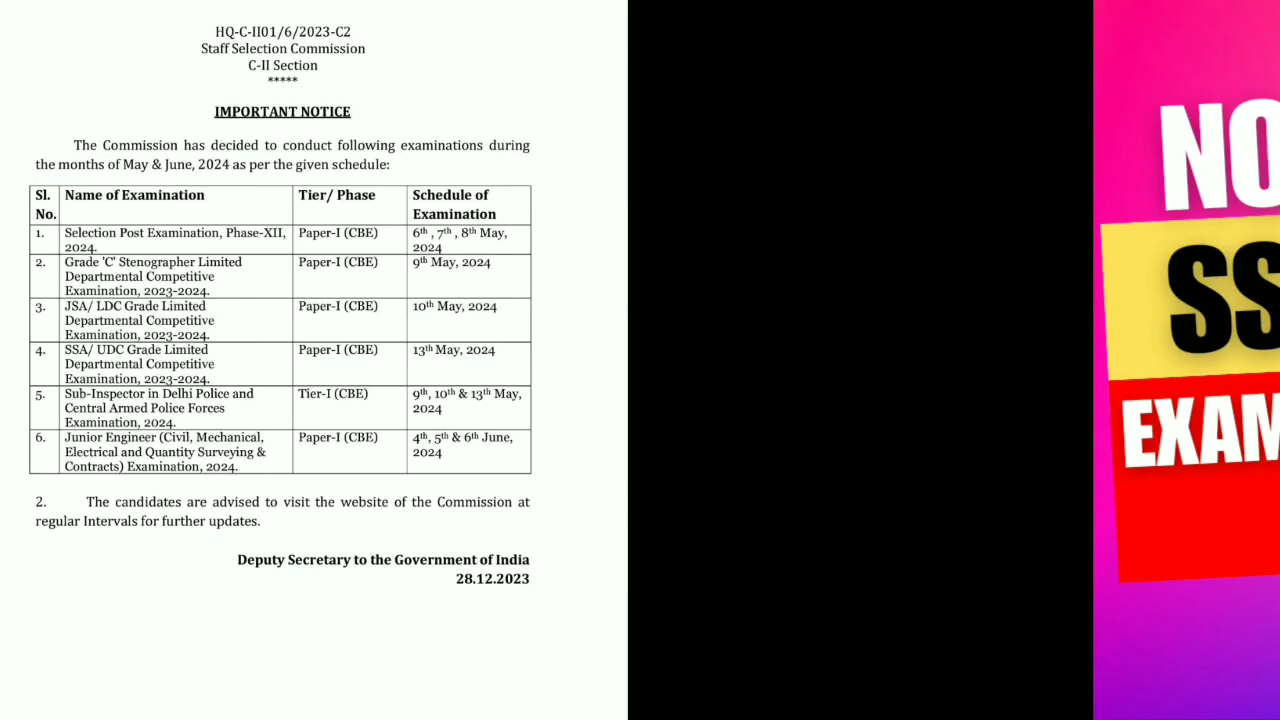 HQ-C-II01/6/2023-C2
Staff Selection Commission
C-II Section
*****
IMPORTANT NOTICE
The Commission has decided to conduct following examinations during
the months of May & June, 2024 as per the given schedule:
Sl. No. Name of Examination Tier/ Phase Schedule of Examination
1. Selection Post Examination, Phase-XII, 2024. Paper-I (CBE) 6th , 7th , 8th May, 2024
2. Grade 'C' Stenographer Limited Departmental Competitive Examination, 2023-2024. Paper-I (CBE) 9th May, 2024
3. JSA/ LDC Grade Limited Departmental Competitive Examination, 2023-2024. Paper-I (CBE) 10th May, 2024
4. SSA/ UDC Grade Limited Departmental Competitive Examination, 2023-2024. Paper-I (CBE) 13th May, 2024
5. Sub-Inspector in Delhi Police and Central Armed Police Forces Examination, 2024. Tier-I (CBE) 9th, 10th & 13th May, 2024
6. Junior Engineer (Civil, Mechanical, Electrical and Quantity Surveying & Contracts) Examination, 2024. Paper-I (CBE) 4th, 5th & 6th June, 2024
2. The candidates are advised to visit the website of the Commission at
regular Intervals for further updates.
Deputy Secretary to the Government of India
28.12.2023
NO
SS
EXAM